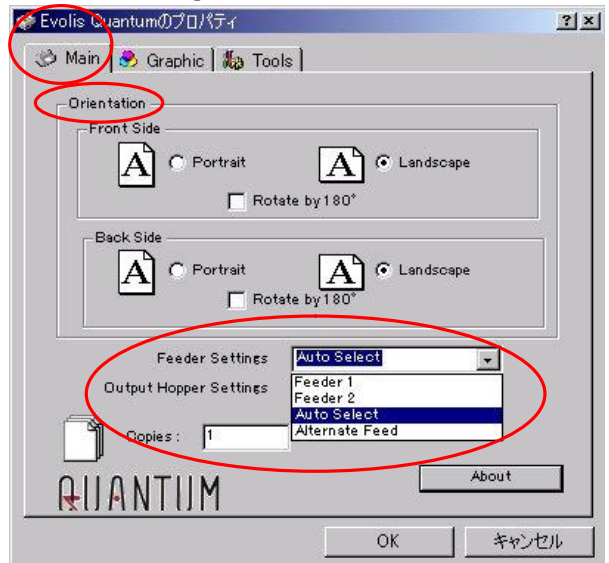 Evolis Quantumのプロパティ
Main Graphic Tools
Orientation
Front Side
A Portrait A Landscape
Rotate by 180°
Back Side
A Portrait A Landscape
Rotate by 180°
Feeder Settings Auto Select
Output Hopper Settings
Feeder 1
Feeder 2
Auto Select
Alternate Feed
Copies : 1
QUANTUM
About
OK キャンセル